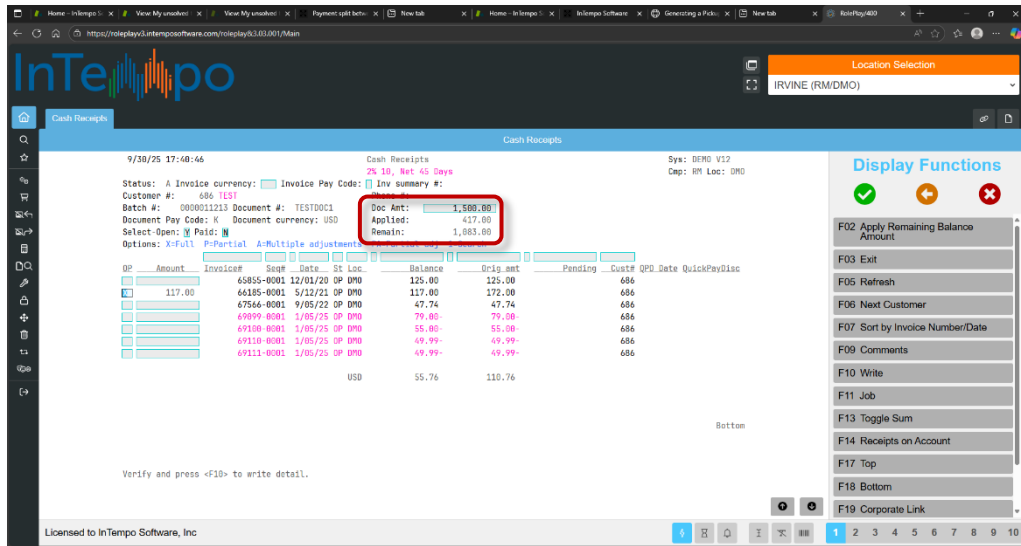 Home - InTempo S
View: My unsolved
View: My unsolved
Payment split betw
New tab
Home - InTempo S
InTempo Software
Generating a Picku
New tab
RolePlay/400
https://roleplayv3.intemposoftware.com/roleplay83.03.001/Main
InTempo
Location Selection
IRVINE (RM/DMO)
Cash Receipts
Cash Receipts
9/30/25 17:40:46 Cash Receipts Sys: DEMO V12
2% 10, Net 45 Days Cmp: RM Loc: DMO
Status: A Invoice currency: Invoice Pay Code: Inv summary #:
Customer #: 686 TEST Phone #:
Batch #: 0000011213 Document #: TESTDOC1 Doc Amt: 1,500.00
Document Pay Code: K Document currency: USD Applied: 417.00
Select-Open: Y Paid: N Remain: 1,083.00
Options: X=Full P=Partial A=Multiple adjustments
OP Amount Invoice# Seq# Date St Loc Balance Orig amt Pending Cust# QPD Date QuickPayDisc
65855-0001 12/01/20 OP DMO 125.00 125.00 686
X 117.00 66185-0001 5/12/21 OP DMO 117.00 172.00 686
67566-0001 9/05/22 OP DMO 47.74 47.74 686
69099-0001 1/05/25 OP DMO 79.00- 79.00- 686
69100-0001 1/05/25 OP DMO 55.00- 55.00- 686
69110-0001 1/05/25 OP DMO 49.99- 49.99- 686
69111-0001 1/05/25 OP DMO 49.99- 49.99- 686
USD 55.76 110.76
Bottom
Verify and press <F10> to write detail.
Display Functions
F02 Apply Remaining Balance Amount
F03 Exit
F05 Refresh
F06 Next Customer
F07 Sort by Invoice Number/Date
F09 Comments
F10 Write
F11 Job
F13 Toggle Sum
F14 Receipts on Account
F17 Top
F18 Bottom
F19 Corporate Link
Licensed to InTempo Software, Inc
1 2 3 4 5 6 7 8 9 10